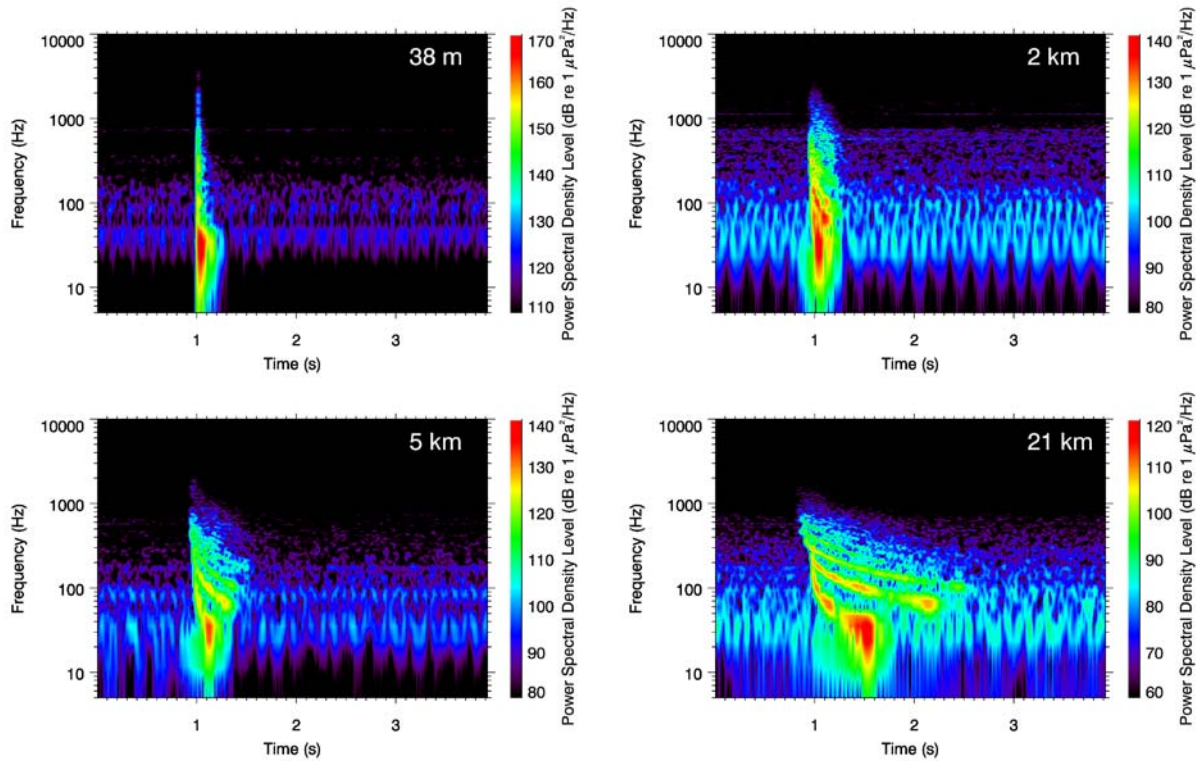 38 m
10000
1000
100
10
Frequency (Hz)
1 2 3
Time (s)
170
160
150
140
130
120
110
Power Spectral Density Level (dB re 1 μPa²/Hz)
2 km
10000
1000
100
10
Frequency (Hz)
1 2 3
Time (s)
140
130
120
110
100
90
80
Power Spectral Density Level (dB re 1 μPa²/Hz)
5 km
10000
1000
100
10
Frequency (Hz)
1 2 3
Time (s)
140
130
120
110
100
90
80
Power Spectral Density Level (dB re 1 μPa²/Hz)
21 km
10000
1000
100
10
Frequency (Hz)
1 2 3
Time (s)
120
110
100
90
80
70
60
Power Spectral Density Level (dB re 1 μPa²/Hz)